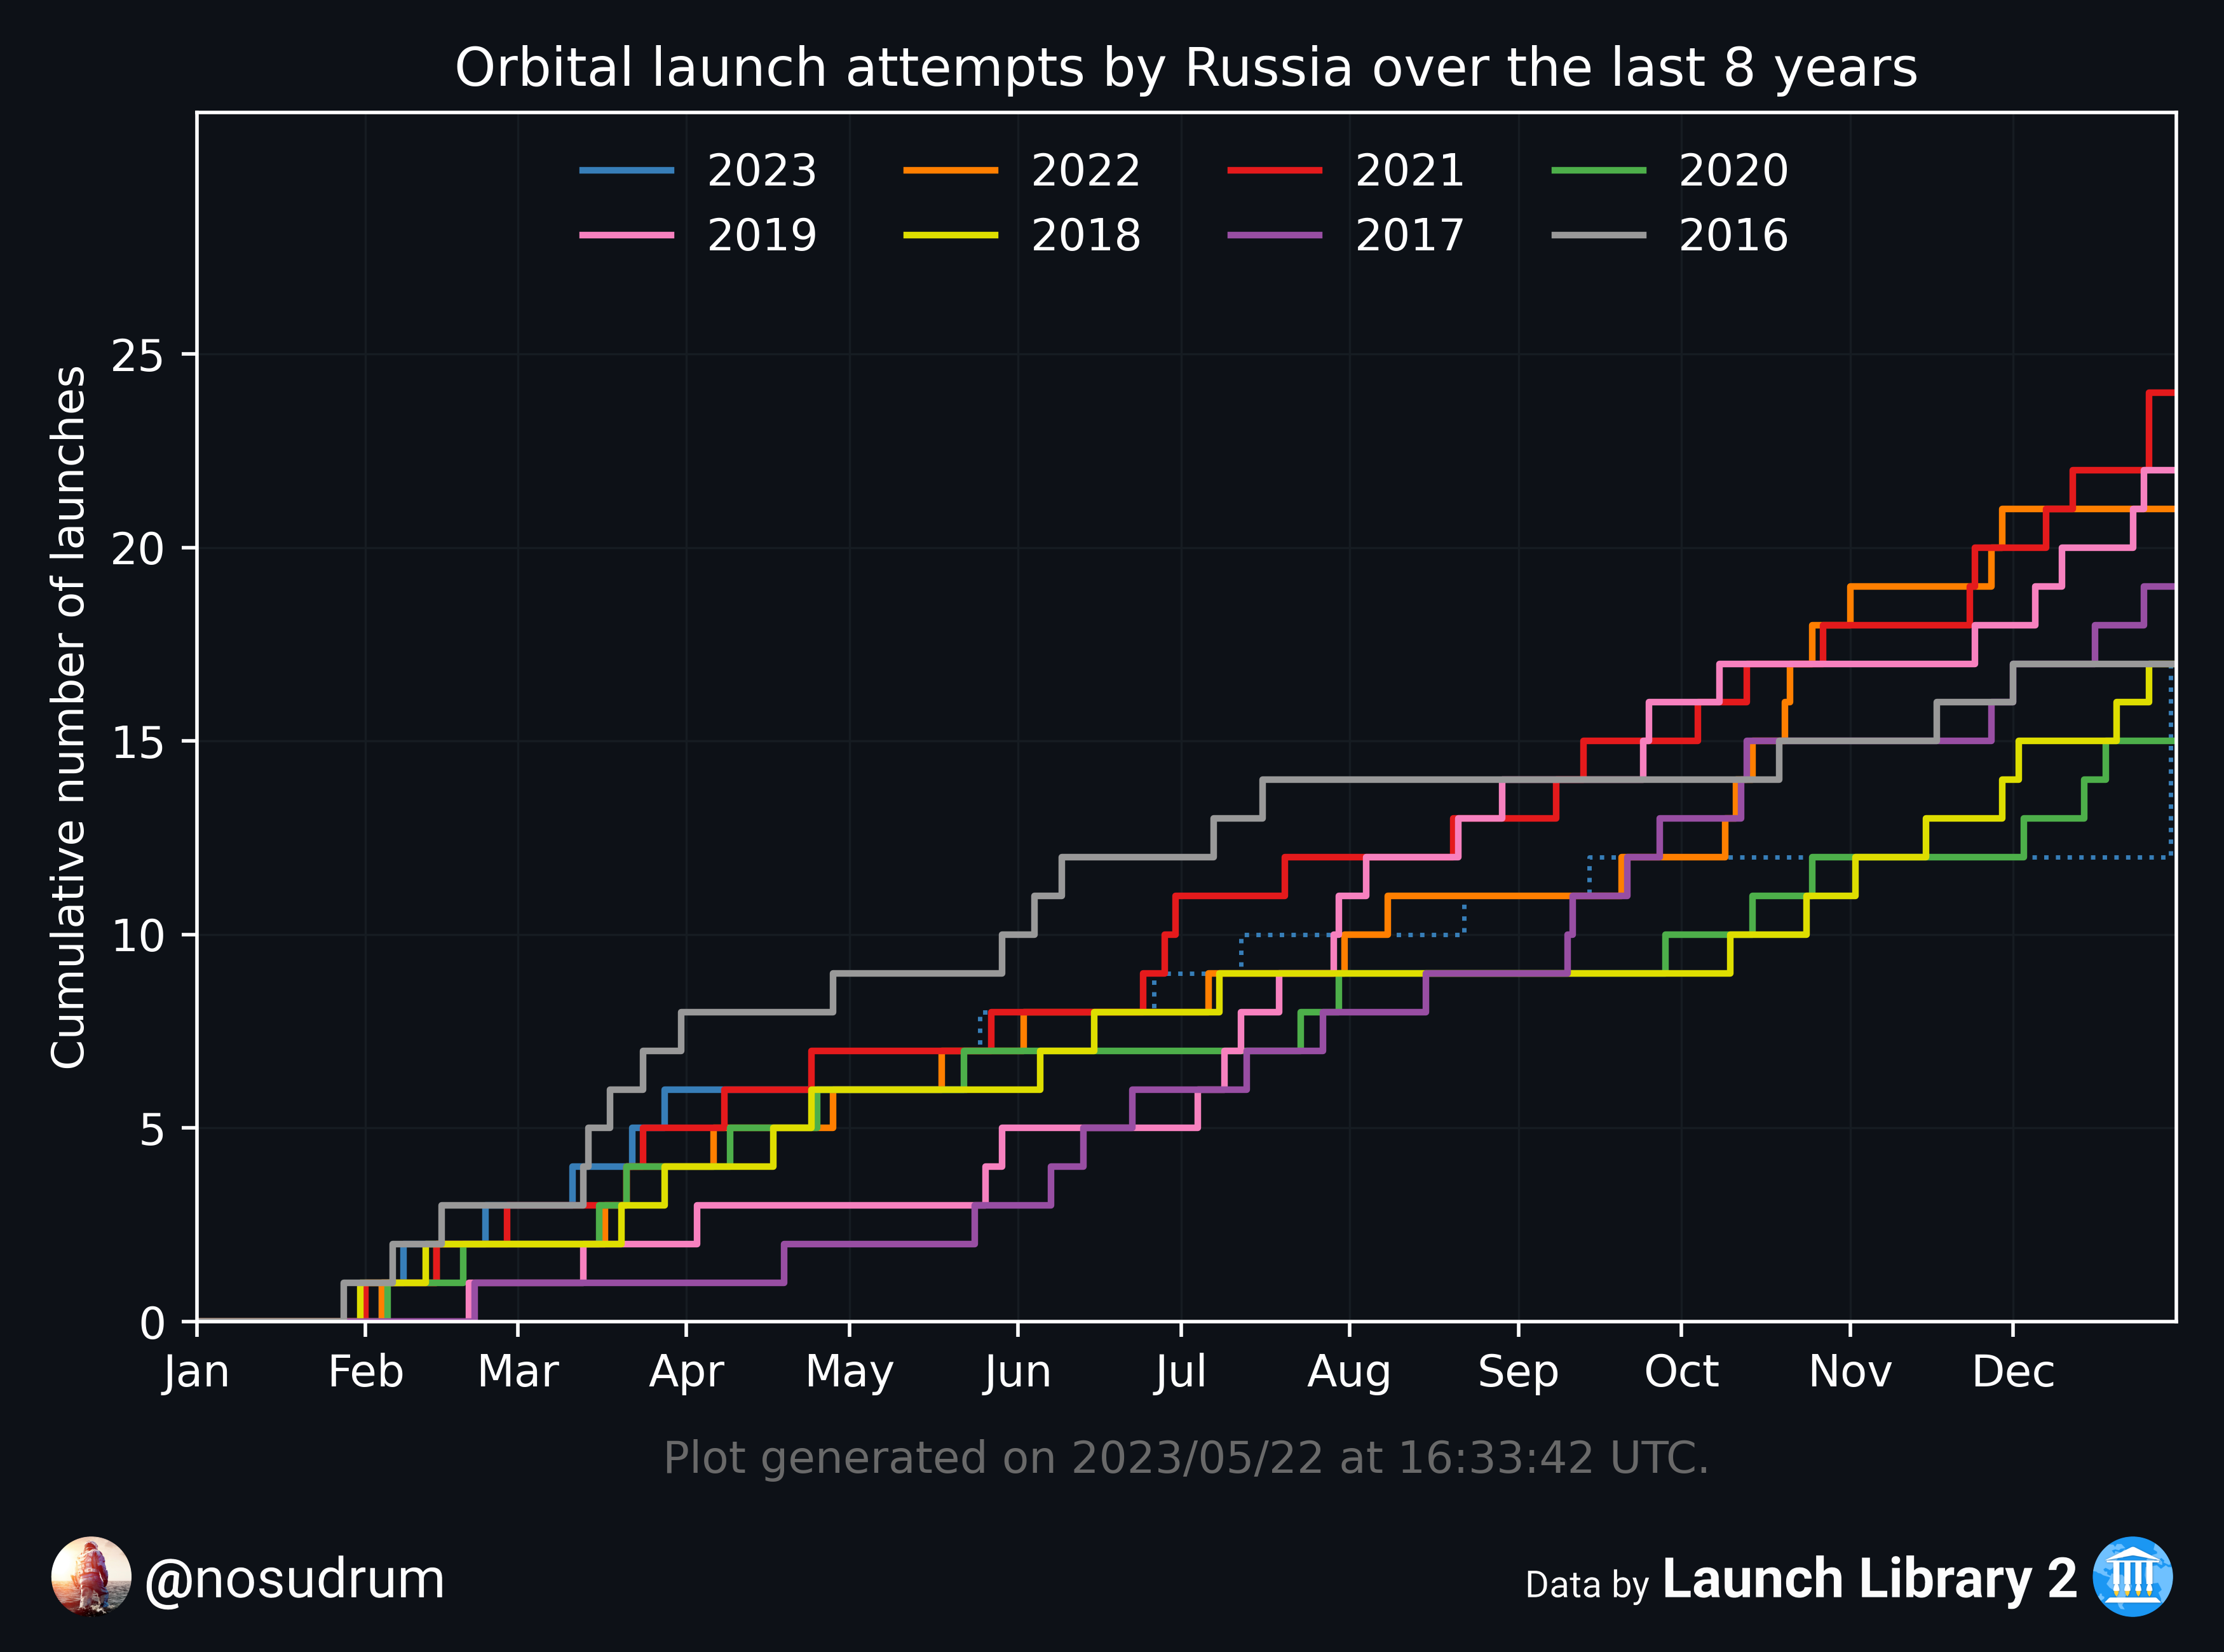 Orbital launch attempts by Russia over the last 8 years
2023 2022 2021 2020
2019 2018 2017 2016
Cumulative number of launches
25
20
15
10
5
0
Jan Feb Mar Apr May Jun Jul Aug Sep Oct Nov Dec
Plot generated on 2023/05/22 at 16:33:42 UTC.
@nosudrum
Data by Launch Library 2